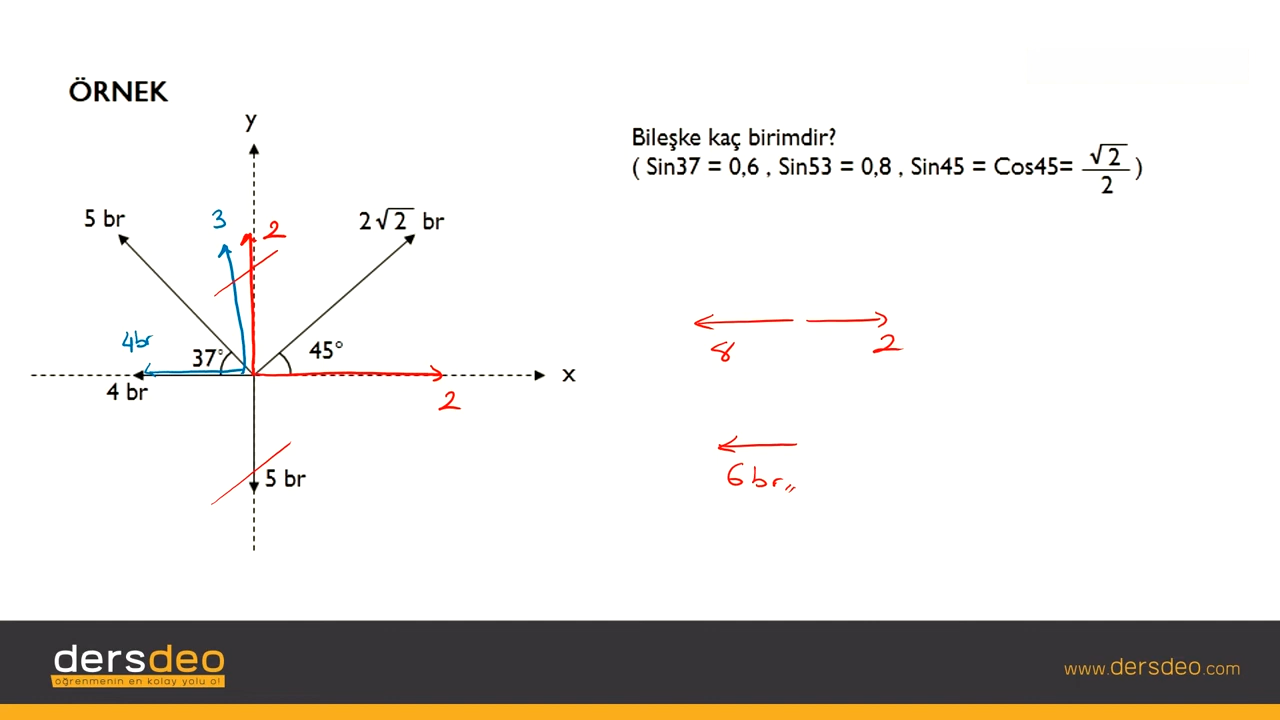 ÖRNEK
y
Bileşke kaç birimdir?
( Sin37 = 0,6 , Sin53 = 0,8 , Sin45 = Cos45= √2/2 )
5 br
3
2
2√2 br
4br
37°
45°
x
4 br
2
8
2
5 br
6br,,
dersdeo
öğrenmenin en kolay yolu o!
www.dersdeo.com